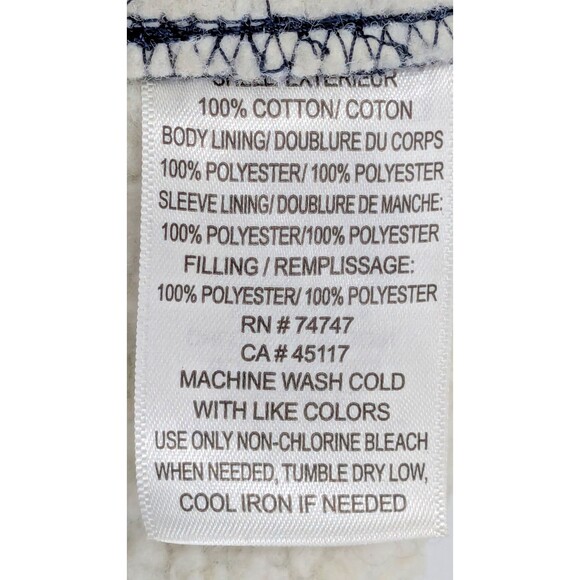 SHELL EXTERIEUR
100% COTTON/ COTON
BODY LINING/ DOUBLURE DU CORPS
100% POLYESTER/ 100% POLYESTER
SLEEVE LINING/ DOUBLURE DE MANCHE:
100% POLYESTER/100% POLYESTER
FILLING / REMPLISSAGE:
100% POLYESTER/ 100% POLYESTER
RN # 74747
CA # 45117
MACHINE WASH COLD
WITH LIKE COLORS
USE ONLY NON-CHLORINE BLEACH
WHEN NEEDED, TUMBLE DRY LOW,
COOL IRON IF NEEDED